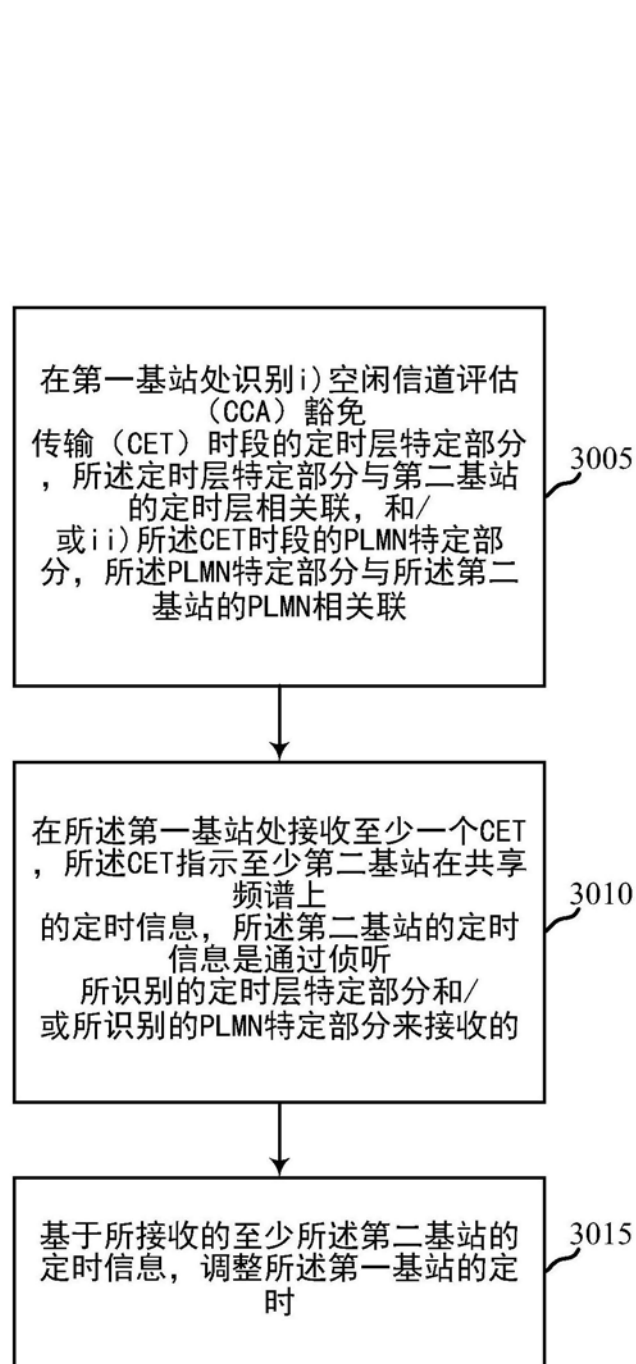 在第一基站处识别i)空闲信道评估
（CCA）豁免
传输（CET）时段的定时层特定部分
，所述定时层特定部分与第二基站
的定时层相关联，和/
或ii)所述CET时段的PLMN特定部
分，所述PLMN特定部分与所述第二
基站的PLMN相关联
3005
在所述第一基站处接收至少一个CET
，所述CET指示至少第二基站在共享
频谱上
的定时信息，所述第二基站的定时
信息是通过侦听
所识别的定时层特定部分和/
或所识别的PLMN特定部分来接收的
3010
基于所接收的至少所述第二基站的
定时信息，调整所述第一基站的定
时
3015